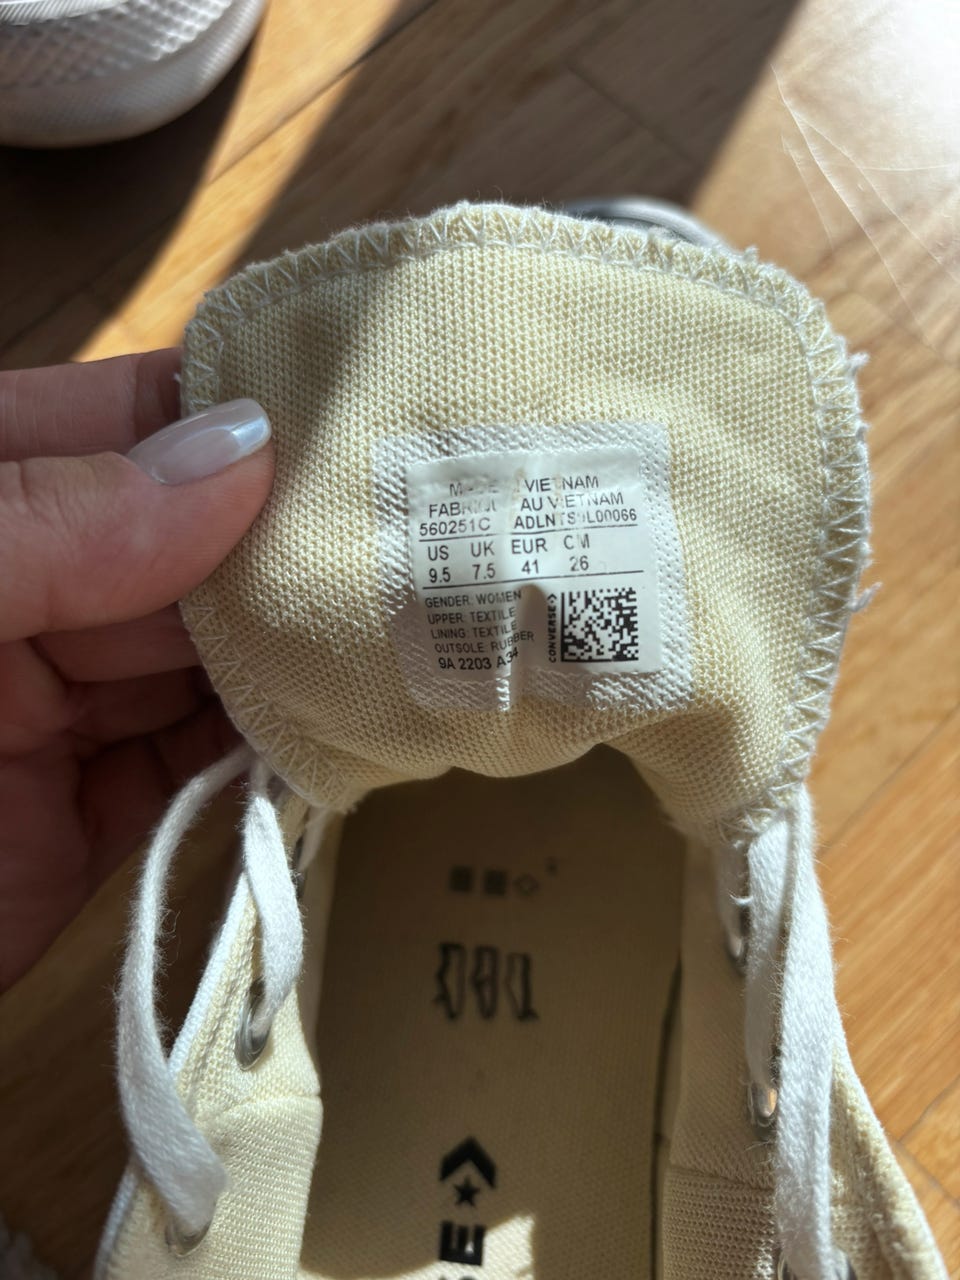 VIETNAM
AU VIETNAM
560251C
US UK EUR CM
9.5 7.5 41 26
GENDER: WOMEN
UPPER: TEXTILE
LINING: TEXTILE
OUTSOLE: RUBBER
9A 2203 A34
CONVERSE